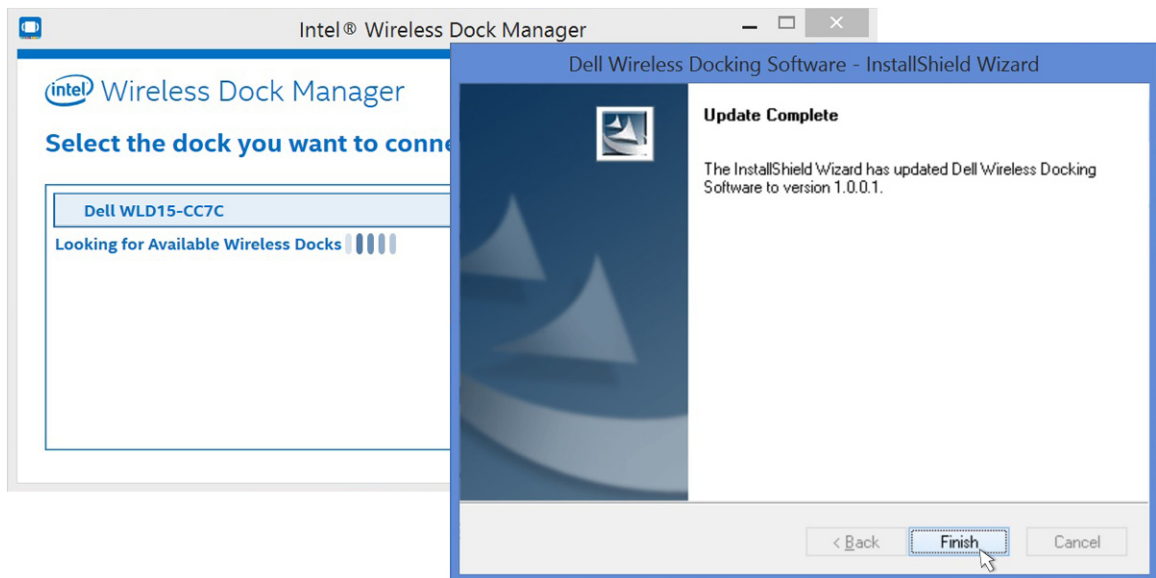 Intel® Wireless Dock Manager
intel Wireless Dock Manager
Select the dock you want to conne
Dell WLD15-CC7C
Looking for Available Wireless Docks
Dell Wireless Docking Software - InstallShield Wizard
Update Complete
The InstallShield Wizard has updated Dell Wireless Docking
Software to version 1.0.0.1.
< Back Finish Cancel